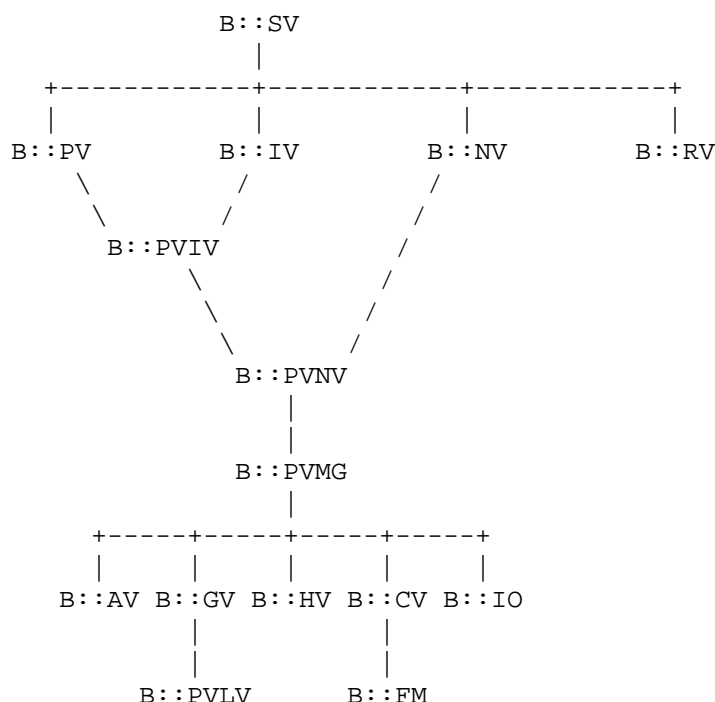 B::SV
B::PV B::IV B::NV B::RV
B::PVIV
B::PVNV
B::PVMG
B::AV B::GV B::HV B::CV B::IO
B::PVLV B::FM